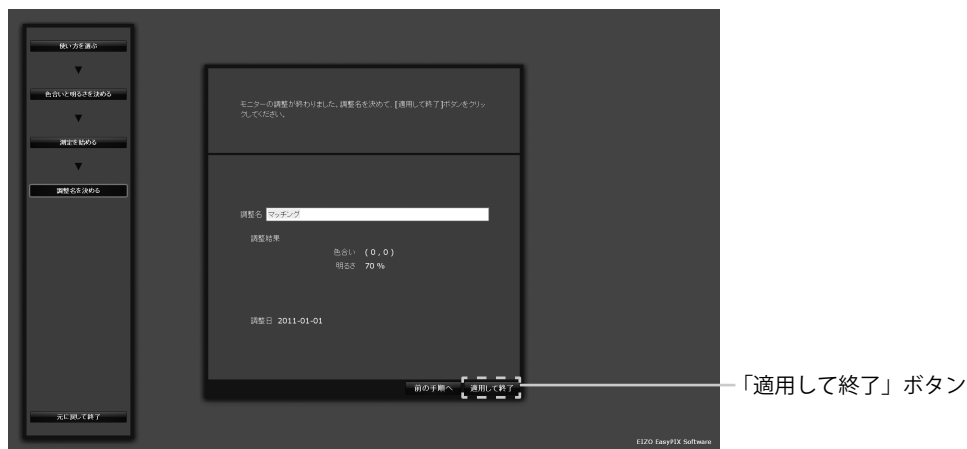 使い方を選ぶ
▼
色合いと明るさを決める
▼
測定を始める
▼
調整名を決める
元に戻して終了
モニターの調整が終わりました。調整名を決めて、[適用して終了]ボタンをクリッ
クしてください。
調整名 マッチング
調整結果
色合い (0,0)
明るさ 70 %
調整日 2011-01-01
前の手順へ 適用して終了
「適用して終了」ボタン
EIZO EasyPIX Software